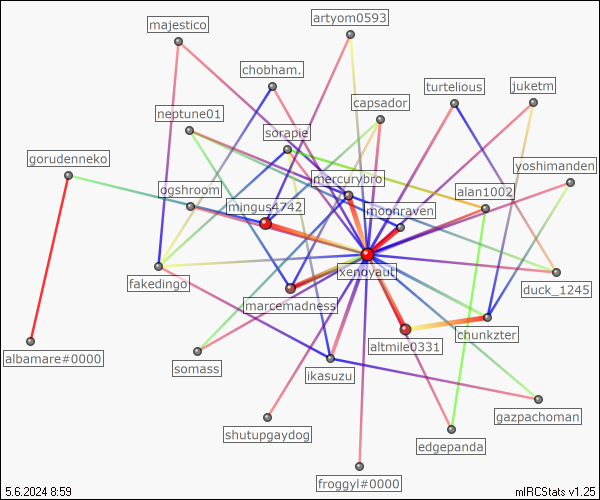 artyom0593
majestico
chobham.
turtelious
juketm
capsador
neptune01
sorapie
gorudenneko
yoshimanden
mercurybro
ogshroom
alan1002
mingus4742
moonraven
xenoyaut
fakedingo
duck_1245
marcemadness
chunkzter
altmile0331
albamare#0000
somass
ikasuzu
gazpachoman
shutupgaydog
edgepanda
froggyl#0000
5.6.2024 8:59
mIRCStats v1.25